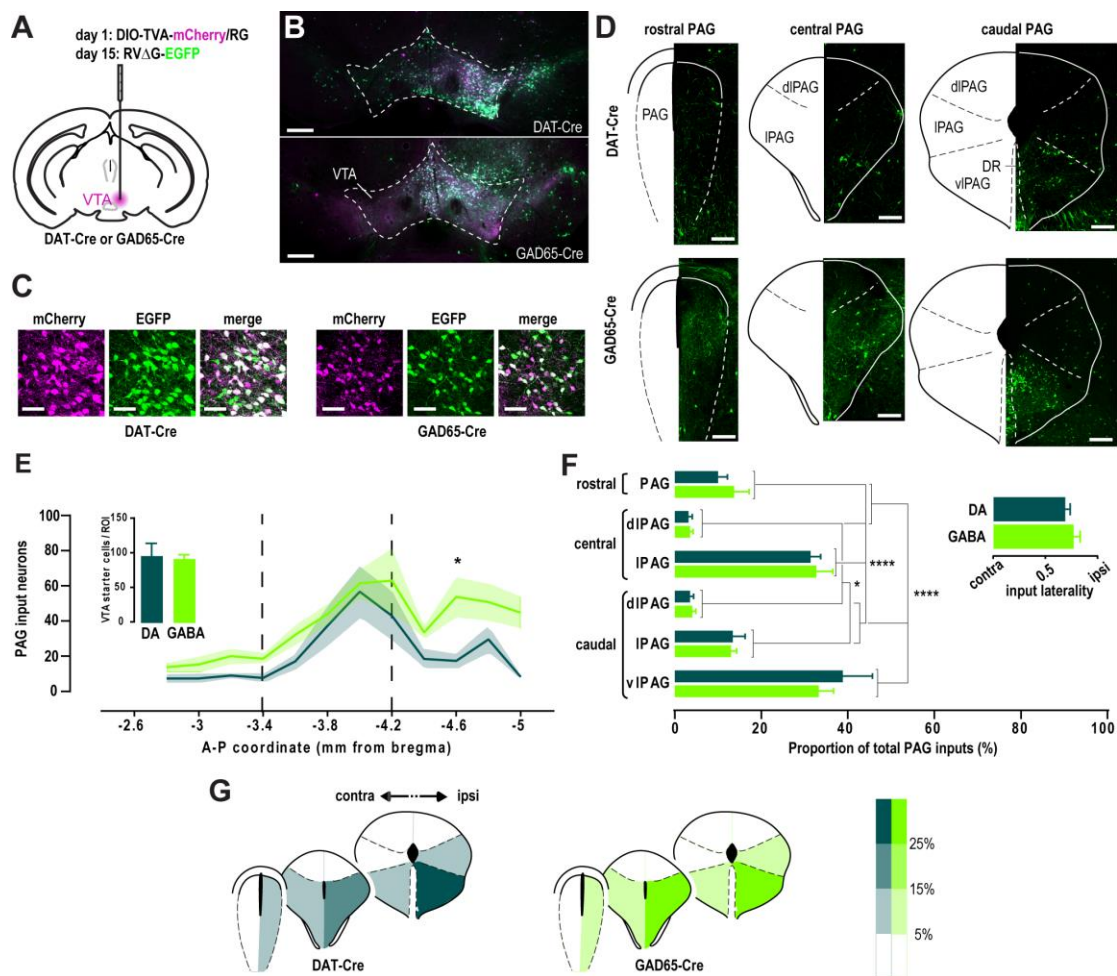 A
day 1: DIO-TVA-mCherry/RG
day 15: RVΔG-EGFP
VTA
DAT-Cre or GAD65-Cre
B
DAT-Cre
VTA
GAD65-Cre
C
mCherry EGFP merge
DAT-Cre
mCherry EGFP merge
GAD65-Cre
D
rostral PAG central PAG caudal PAG
DAT-Cre
PAG
dlPAG
lPAG
dlPAG
lPAG
DR
vlPAG
GAD65-Cre
E
PAG input neurons
100
80
60
40
20
0
VTA starter cells / ROI
150
100
50
0
DA GABA
*
-2.6 -3 -3.4 -3.8 -4.2 -4.6 -5
A-P coordinate (mm from bregma)
F
rostral PAG
central dlPAG
lPAG
caudal dlPAG
lPAG
vlPAG
****
*
****
0 20 40 60 80 100
Proportion of total PAG inputs (%)
DA
GABA
contra 0.5 ipsi
input laterality
G
contra ipsi
DAT-Cre
GAD65-Cre
25%
15%
5%